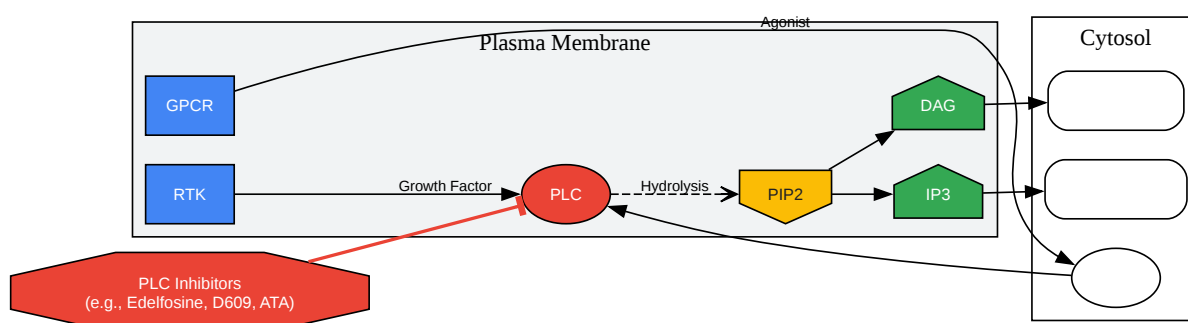 Agonist
Plasma Membrane
Cytosol
GPCR
DAG
RTK
Growth Factor
PLC
Hydrolysis
PIP2
IP3
PLC Inhibitors
(e.g., Edelfosine, D609, ATA)